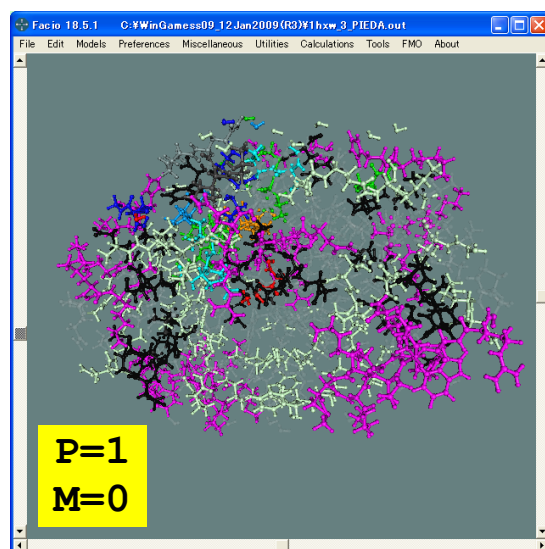 Facio 18.5.1 C:¥WinGamess09_12Jan2009(R3)¥1hxw_3_PIEDA.out
File Edit Models Preferences Miscellaneous Utilities Calculations Tools FMO About
P=1
M=0